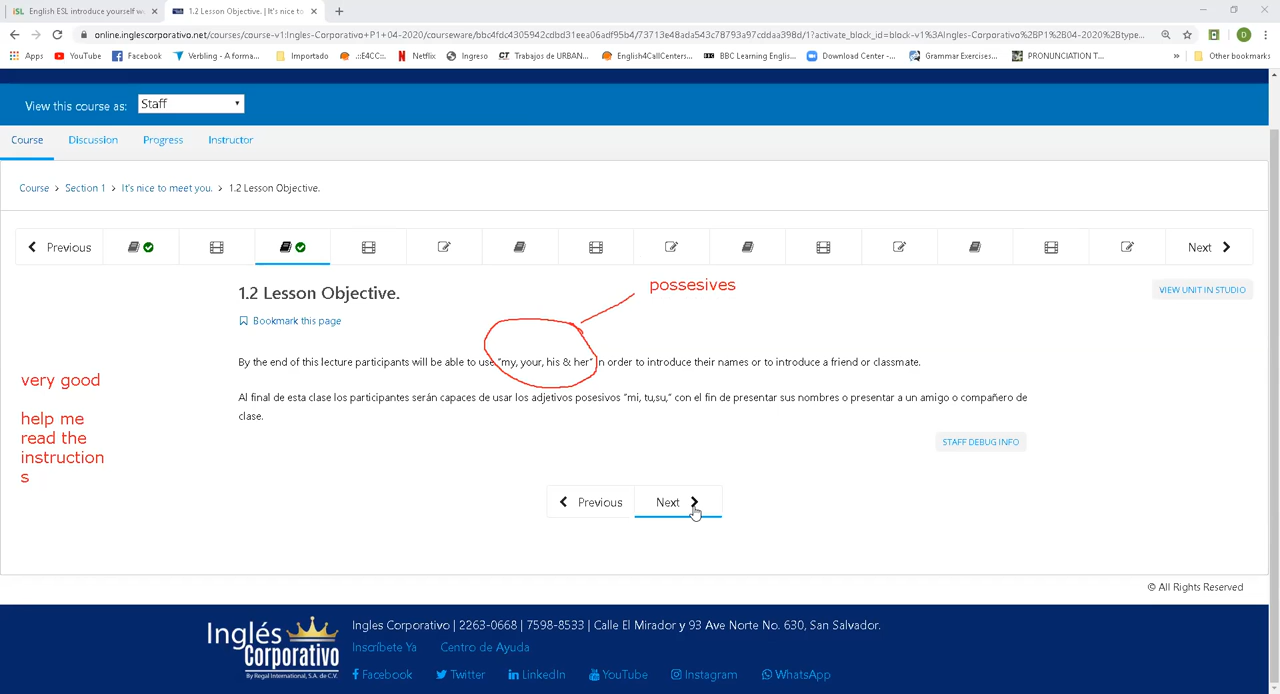 English ESL introduce yourself w
1.2 Lesson Objective. | It's nice to
online.inglescorporativo.net/courses/course-v1:Ingles-Corporativo+P1+04-2020/courseware/bbc4fdc4305942cdbd31eea06adf95b4/73713e48ada543c78793a97cddaa398d/1?activate_block_id=block-v1%3AIngles-Corporativo%2BP1%2B04-2020%2Btype...
Apps YouTube Facebook Verbling - A forma... Importado .::E4CC::. Netflix Ingreso Trabajos de URBAN... English4CallCenters... BBC Learning Englis... Download Center -... Grammar Exercises... PRONUNCIATION T... » Other bookmarks
View this course as: Staff
Course Discussion Progress Instructor
Course > Section 1 > It's nice to meet you. > 1.2 Lesson Objective.
Previous Next
possesives
1.2 Lesson Objective.
VIEW UNIT IN STUDIO
Bookmark this page
By the end of this lecture participants will be able to use "my, your, his & her" in order to introduce their names or to introduce a friend or classmate.
very good
Al final de esta clase los participantes serán capaces de usar los adjetivos posesivos "mi, tu,su," con el fin de presentar sus nombres o presentar a un amigo o compañero de
clase.
help me
read the
instruction
s
STAFF DEBUG INFO
Previous Next
© All Rights Reserved
Inglés
Corporativo
By Regal International, S.A. de C.V.
Ingles Corporativo | 2263-0668 | 7598-8533 | Calle El Mirador y 93 Ave Norte No. 630, San Salvador.
Inscríbete Ya Centro de Ayuda
Facebook Twitter LinkedIn YouTube Instagram WhatsApp